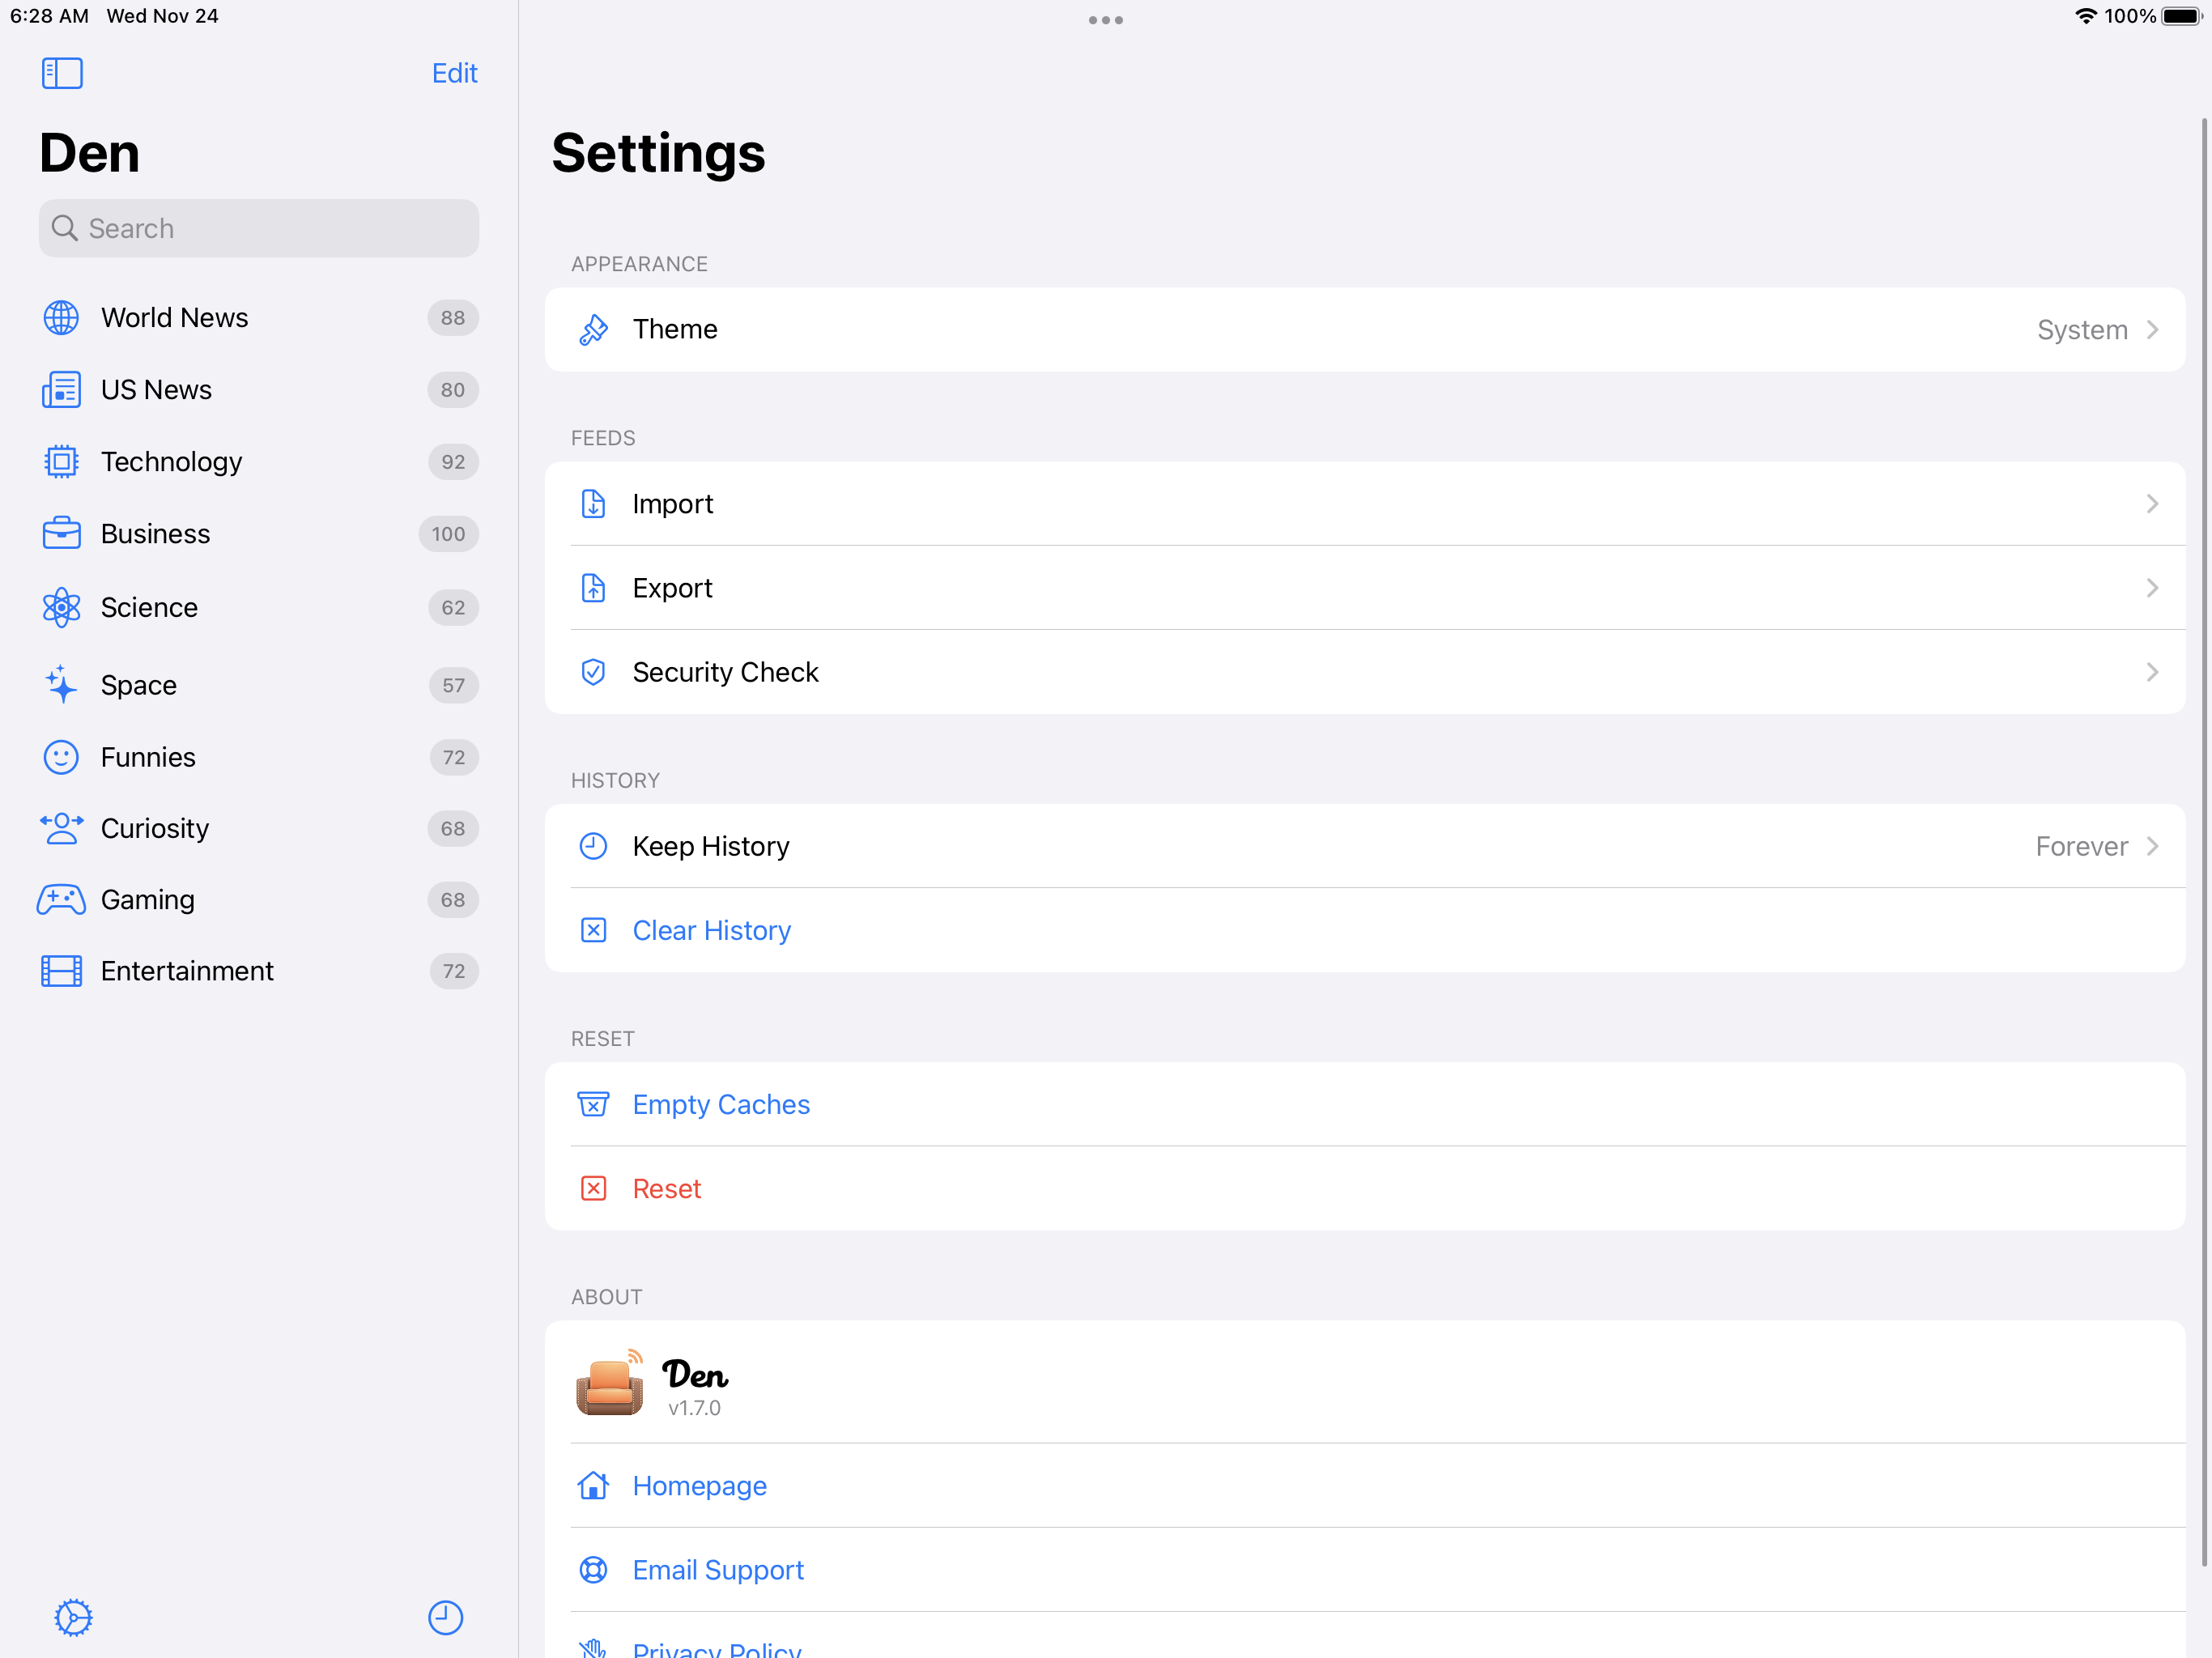 6:28 AM Wed Nov 24
100%
Edit
Den
Search
World News 88
US News 80
Technology 92
Business 100
Science 62
Space 57
Funnies 72
Curiosity 68
Gaming 68
Entertainment 72
Settings
APPEARANCE
Theme System
FEEDS
Import
Export
Security Check
HISTORY
Keep History Forever
Clear History
RESET
Empty Caches
Reset
ABOUT
Den
v1.7.0
Homepage
Email Support
Privacy Policy